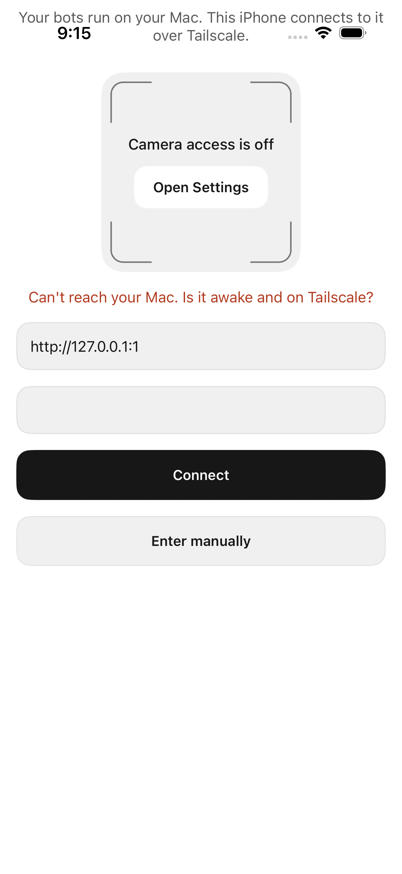 Your bots run on your Mac. This iPhone connects to it
over Tailscale.
9:15
Camera access is off
Open Settings
Can't reach your Mac. Is it awake and on Tailscale?
http://127.0.0.1:1
Connect
Enter manually